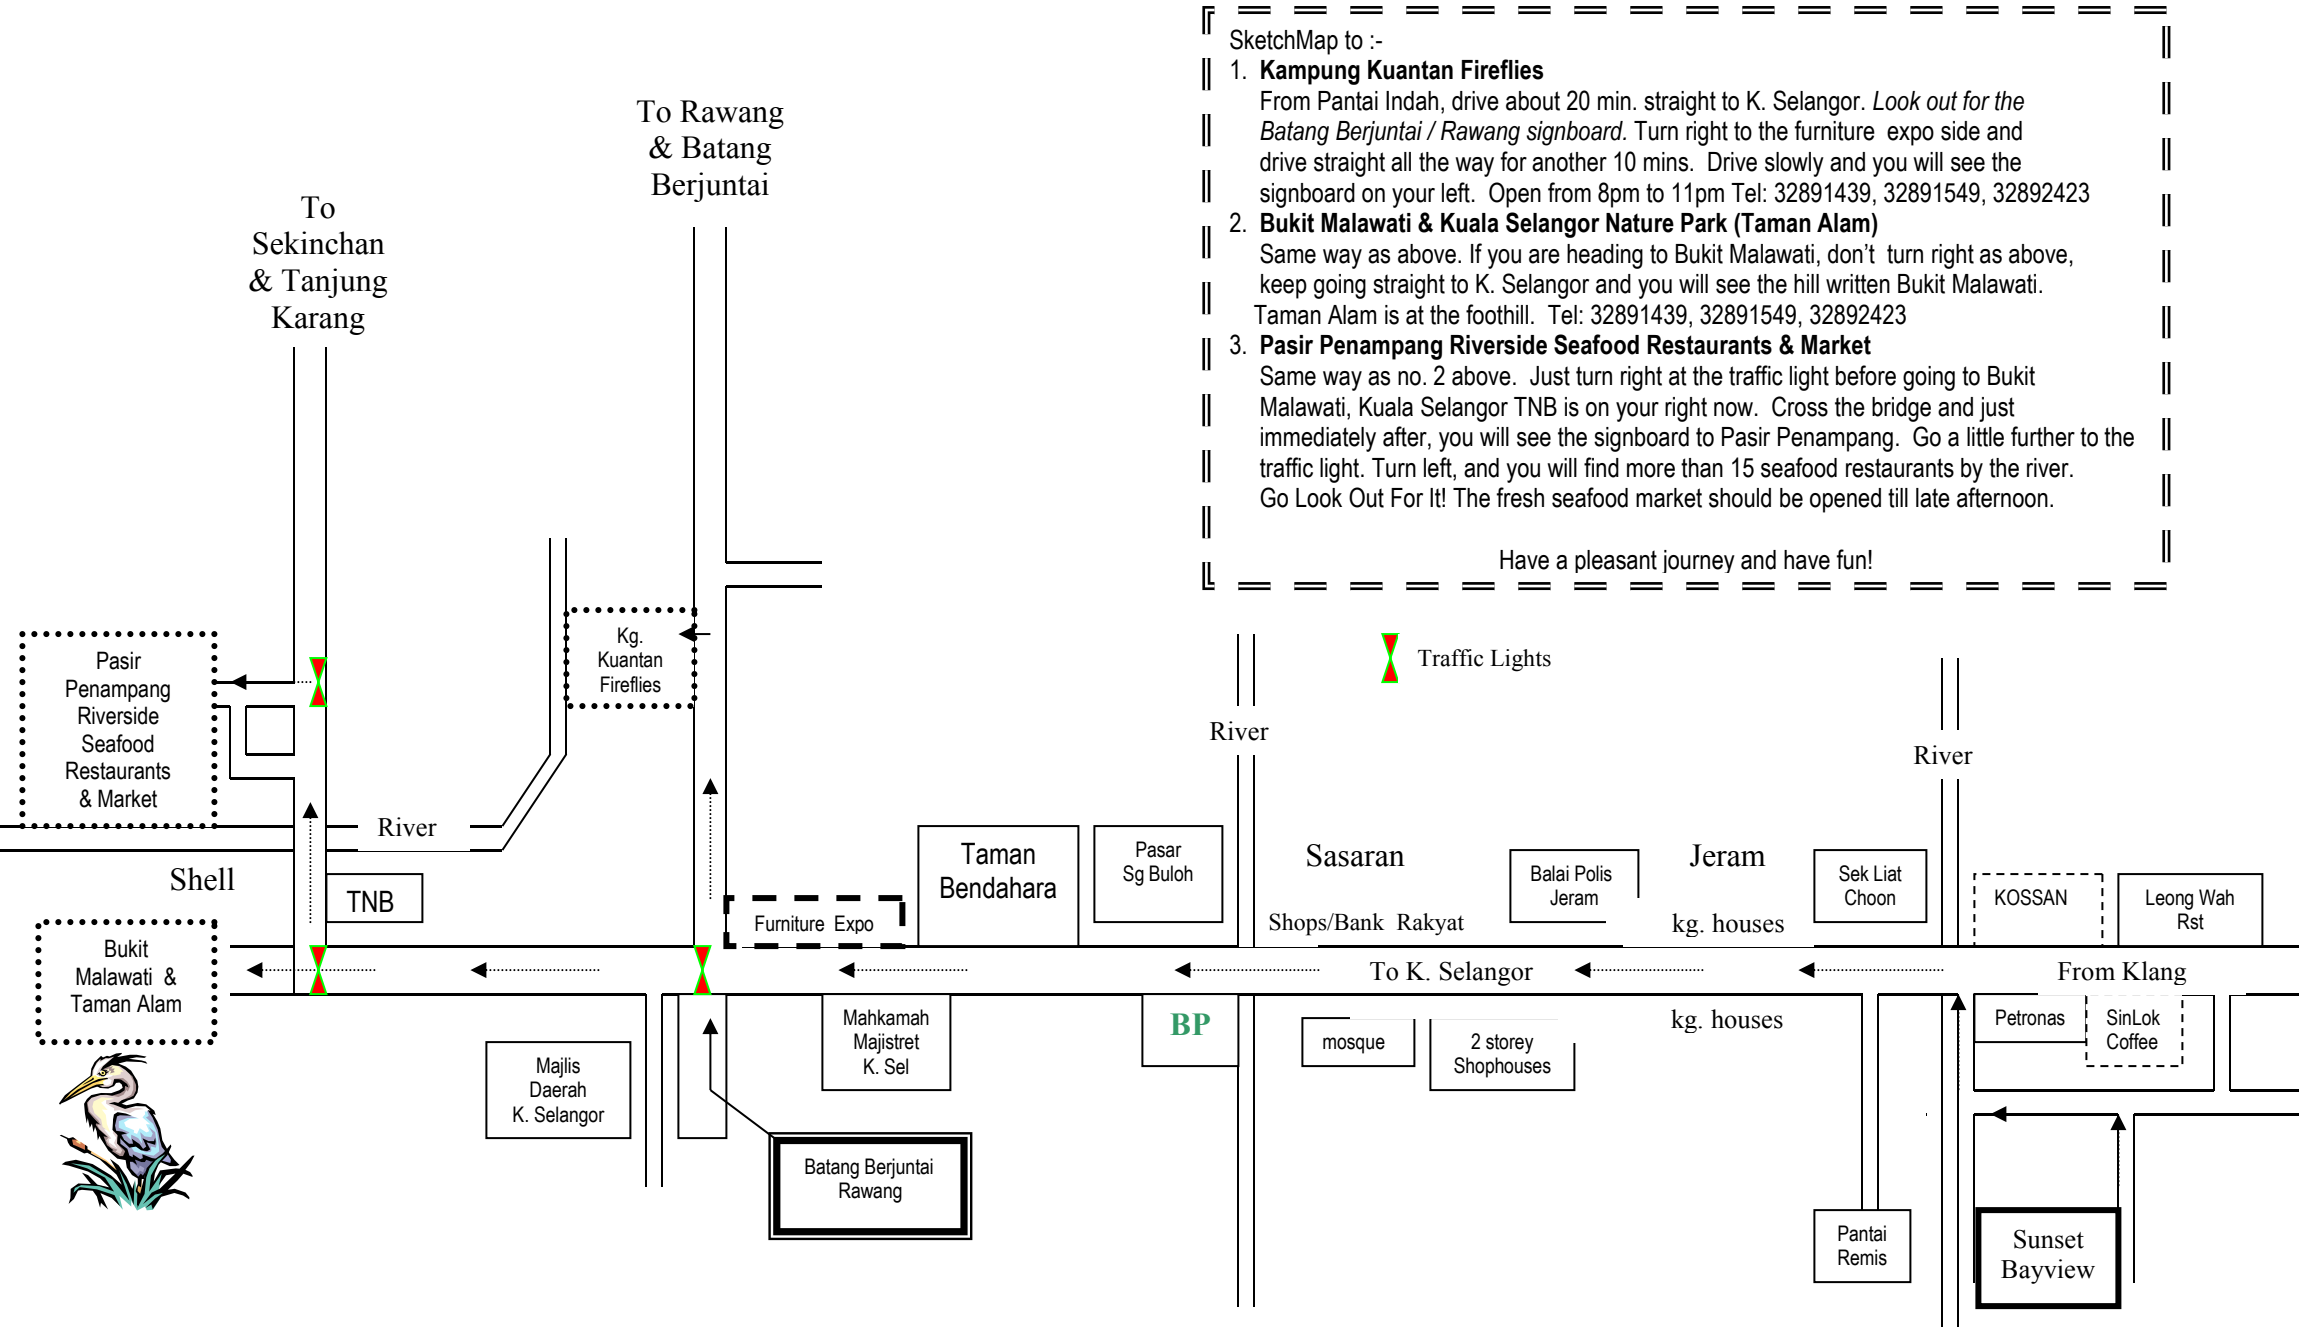 SketchMap to :-
1. Kampung Kuantan Fireflies
From Pantai Indah, drive about 20 min. straight to K. Selangor. Look out for the
Batang Berjuntai / Rawang signboard. Turn right to the furniture expo side and
drive straight all the way for another 10 mins. Drive slowly and you will see the
signboard on your left. Open from 8pm to 11pm Tel: 32891439, 32891549, 32892423
2. Bukit Malawati & Kuala Selangor Nature Park (Taman Alam)
Same way as above. If you are heading to Bukit Malawati, don’t turn right as above,
keep going straight to K. Selangor and you will see the hill written Bukit Malawati.
Taman Alam is at the foothill. Tel: 32891439, 32891549, 32892423
3. Pasir Penampang Riverside Seafood Restaurants & Market
Same way as no. 2 above. Just turn right at the traffic light before going to Bukit
Malawati, Kuala Selangor TNB is on your right now. Cross the bridge and just
immediately after, you will see the signboard to Pasir Penampang. Go a little further to the
traffic light. Turn left, and you will find more than 15 seafood restaurants by the river.
Go Look Out For It! The fresh seafood market should be opened till late afternoon.
Have a pleasant journey and have fun!
To Rawang
& Batang
Berjuntai
To
Sekinchan
& Tanjung
Karang
Kg.
Kuantan
Fireflies
Pasir
Penampang
Riverside
Seafood
Restaurants
& Market
Traffic Lights
River
River
River
Shell
TNB
Furniture Expo
Taman
Bendahara
Pasar
Sg Buloh
Sasaran
Shops/Bank Rakyat
Balai Polis
Jeram
Jeram
kg. houses
Sek Liat
Choon
KOSSAN
Leong Wah
Rst
Bukit
Malawati &
Taman Alam
To K. Selangor
From Klang
Majlis
Daerah
K. Selangor
Mahkamah
Majistret
K. Sel
BP
mosque
2 storey
Shophouses
kg. houses
Petronas
SinLok
Coffee
Batang Berjuntai
Rawang
Pantai
Remis
Sunset
Bayview